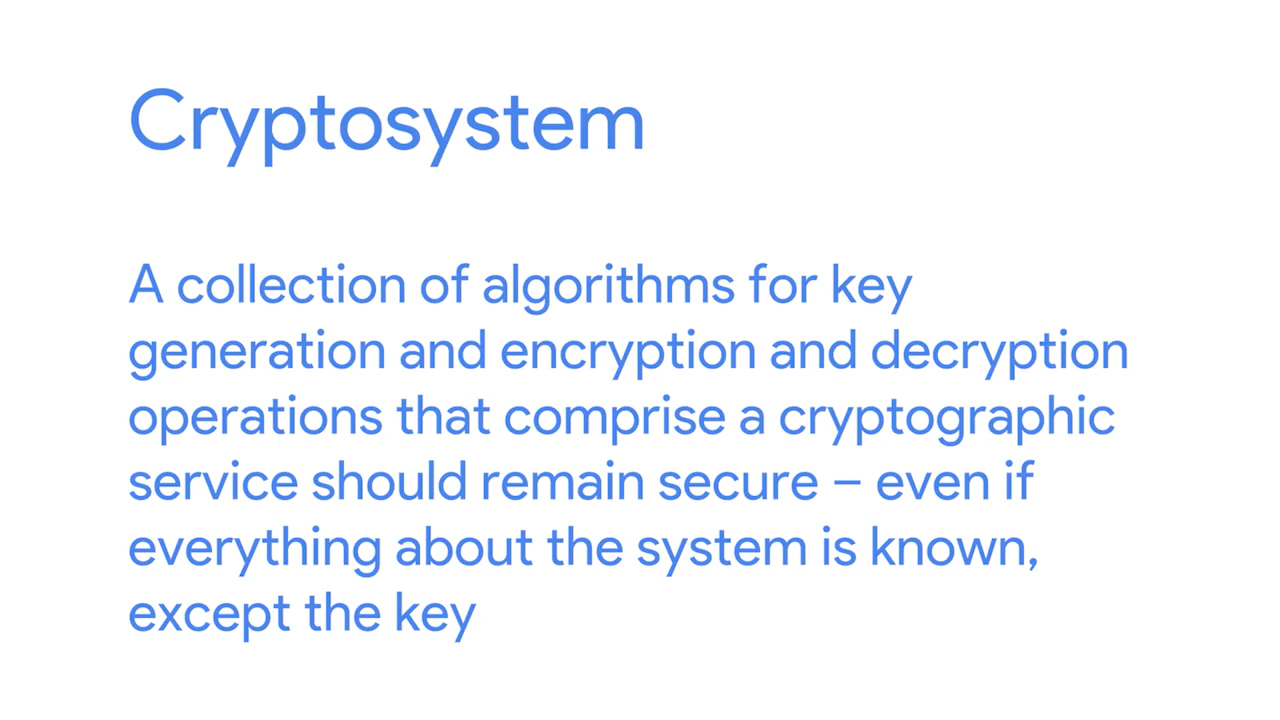 Cryptosystem
A collection of algorithms for key
generation and encryption and decryption
operations that comprise a cryptographic
service should remain secure – even if
everything about the system is known,
except the key